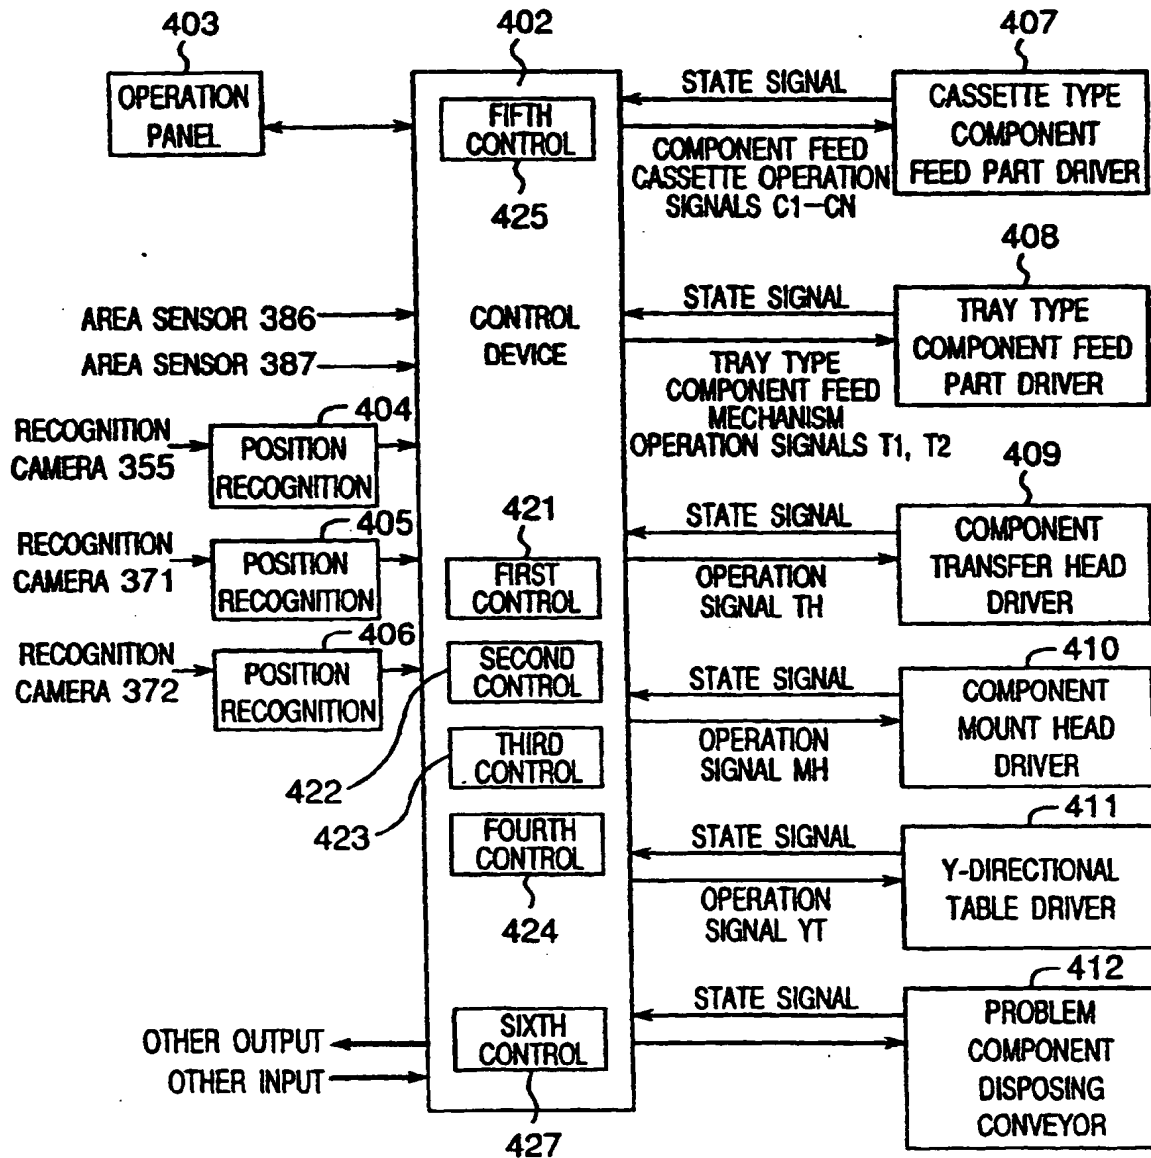 403
402
407
OPERATION
PANEL
FIFTH
CONTROL
425
STATE SIGNAL
COMPONENT FEED
CASSETTE OPERATION
SIGNALS C1-CN
CASSETTE TYPE
COMPONENT
FEED PART DRIVER
408
AREA SENSOR 386
AREA SENSOR 387
CONTROL
DEVICE
STATE SIGNAL
TRAY TYPE
COMPONENT FEED
MECHANISM
OPERATION SIGNALS T1, T2
TRAY TYPE
COMPONENT FEED
PART DRIVER
RECOGNITION
CAMERA 355
404
POSITION
RECOGNITION
409
RECOGNITION
CAMERA 371
405
POSITION
RECOGNITION
421
FIRST
CONTROL
STATE SIGNAL
OPERATION
SIGNAL TH
COMPONENT
TRANSFER HEAD
DRIVER
RECOGNITION
CAMERA 372
406
POSITION
RECOGNITION
SECOND
CONTROL
422
STATE SIGNAL
OPERATION
SIGNAL MH
410
COMPONENT
MOUNT HEAD
DRIVER
THIRD
CONTROL
423
FOURTH
CONTROL
424
STATE SIGNAL
OPERATION
SIGNAL YT
411
Y-DIRECTIONAL
TABLE DRIVER
412
STATE SIGNAL
PROBLEM
COMPONENT
DISPOSING
CONVEYOR
OTHER OUTPUT
OTHER INPUT
SIXTH
CONTROL
427